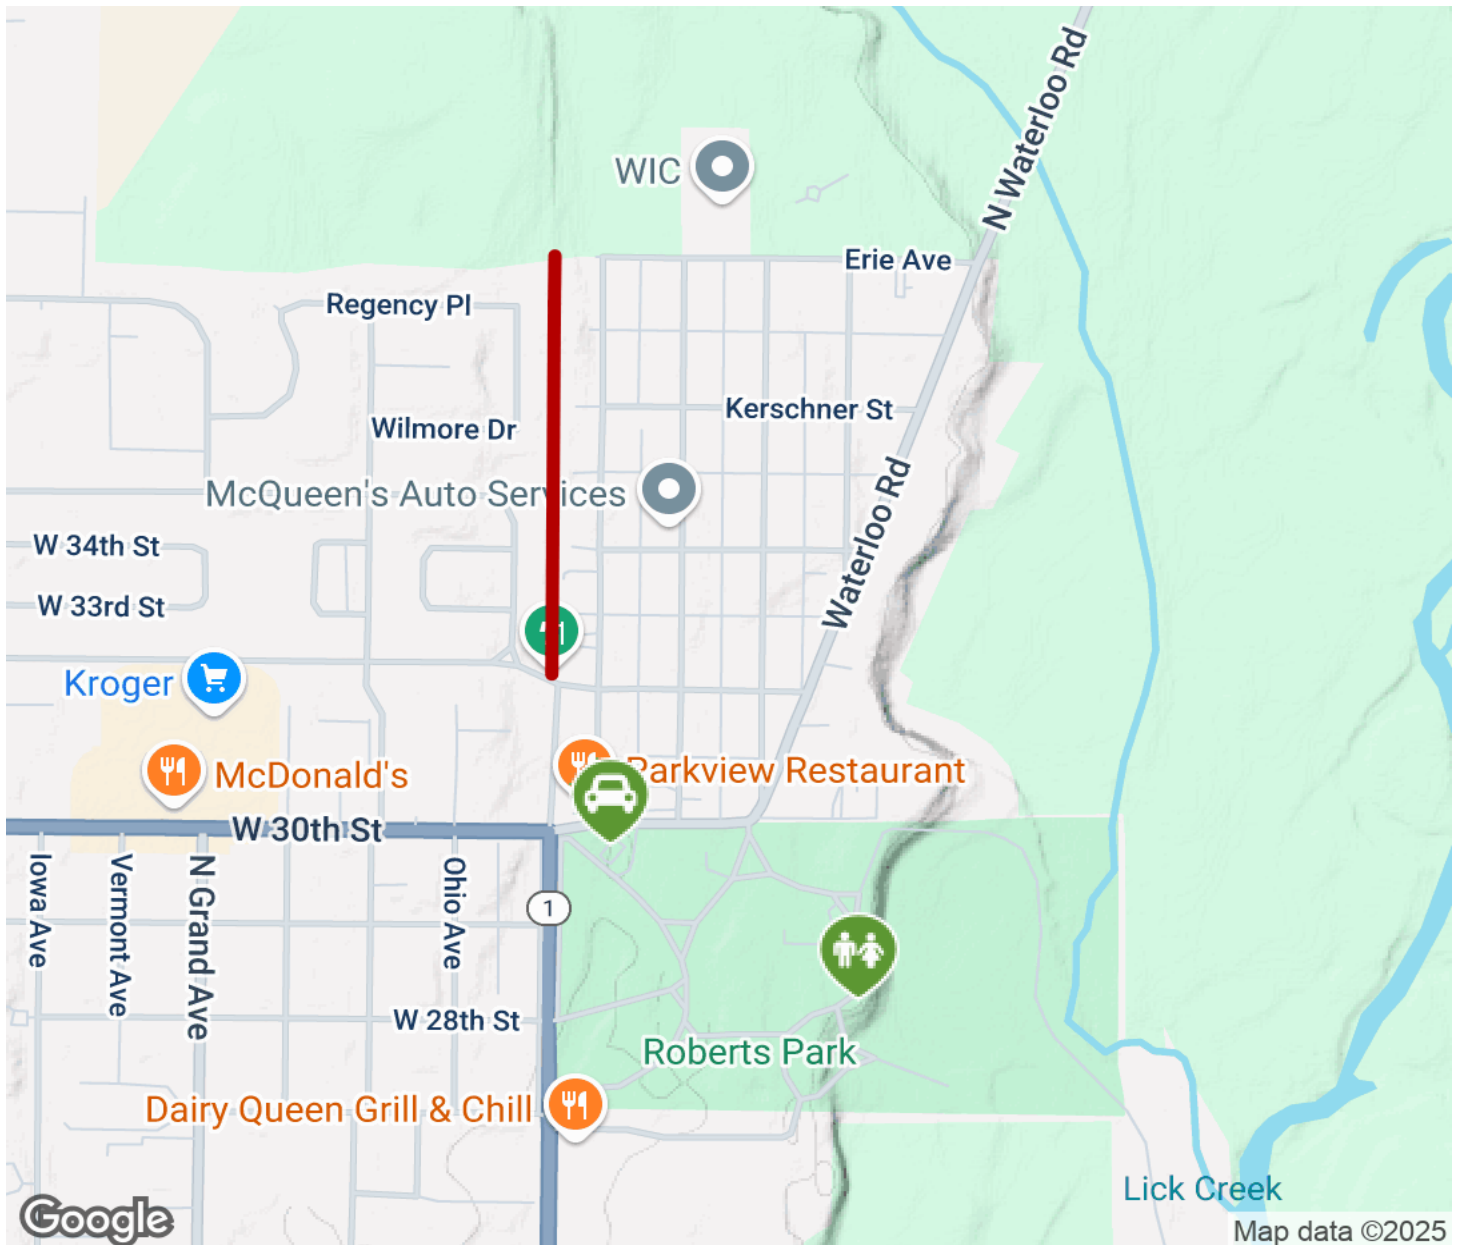 WIC
N Waterloo Rd
Erie Ave
Regency Pl
Kerschner St
Wilmore Dr
McQueen's Auto Services
W 34th St
Waterloo Rd
W 33rd St
Kroger
Parkview Restaurant
McDonald's
W 30th St
Iowa Ave
Vermont Ave
N Grand Ave
Ohio Ave
1
W 28th St
Roberts Park
Dairy Queen Grill & Chill
Lick Creek
Google
Map data ©2025